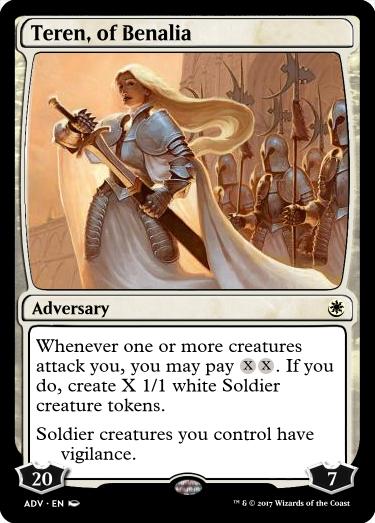 Teren, of Benalia
Adversary
Whenever one or more creatures
attack you, you may pay XX. If you
do, create X 1/1 white Soldier
creature tokens.
Soldier creatures you control have
vigilance.
20
7
ADV • EN
™ & © 2017 Wizards of the Coast